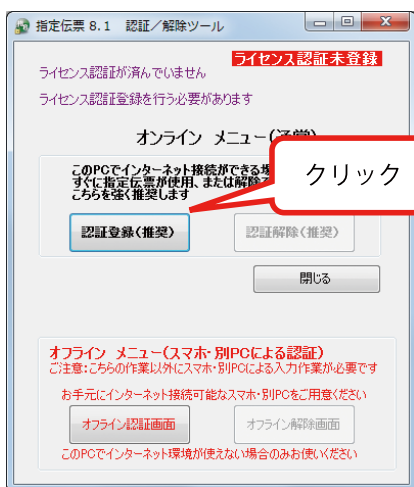 指定伝票 8.1 認証／解除ツール
ライセンス認証未登録
ライセンス認証が済んでいません
ライセンス認証登録を行う必要があります
オンライン メニュー(通常)
このPCでインターネット接続ができる場
すぐに指定伝票が使用、または解除
こちらを強く推奨します
クリック
認証登録(推奨)
認証解除(推奨)
閉じる
オフライン メニュー(スマホ・別PCによる認証)
ご注意:こちらの作業以外にスマホ・別PCによる入力作業が必要です
お手元にインターネット接続可能なスマホ・別PCをご用意ください
オフライン認証画面
オフライン解除画面
このPCでインターネット環境が使えない場合のみお使いください